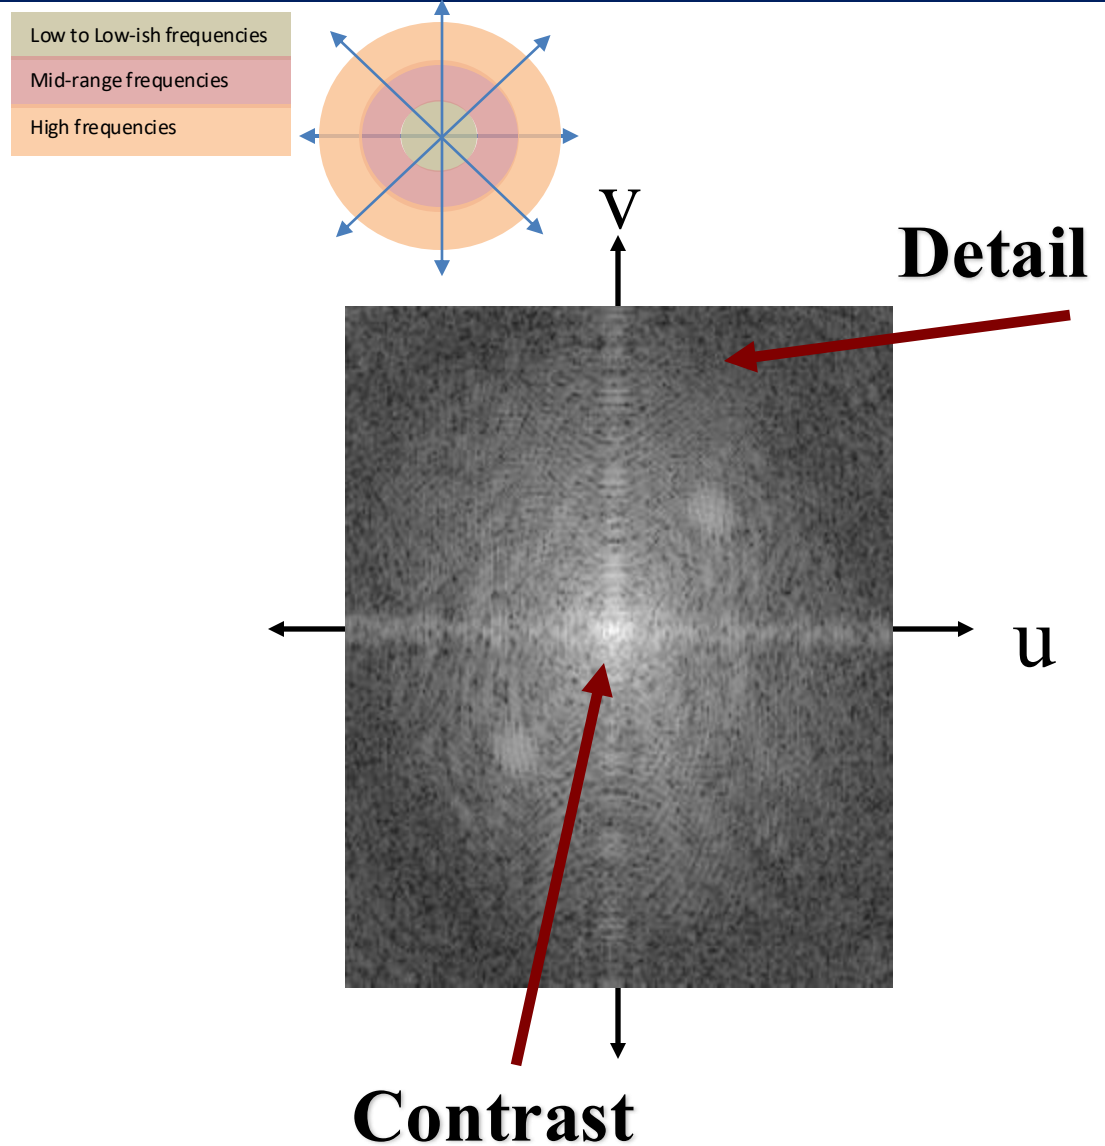 Low to Low-ish frequencies
Mid-range frequencies
High frequencies
v
Detail
u
Contrast